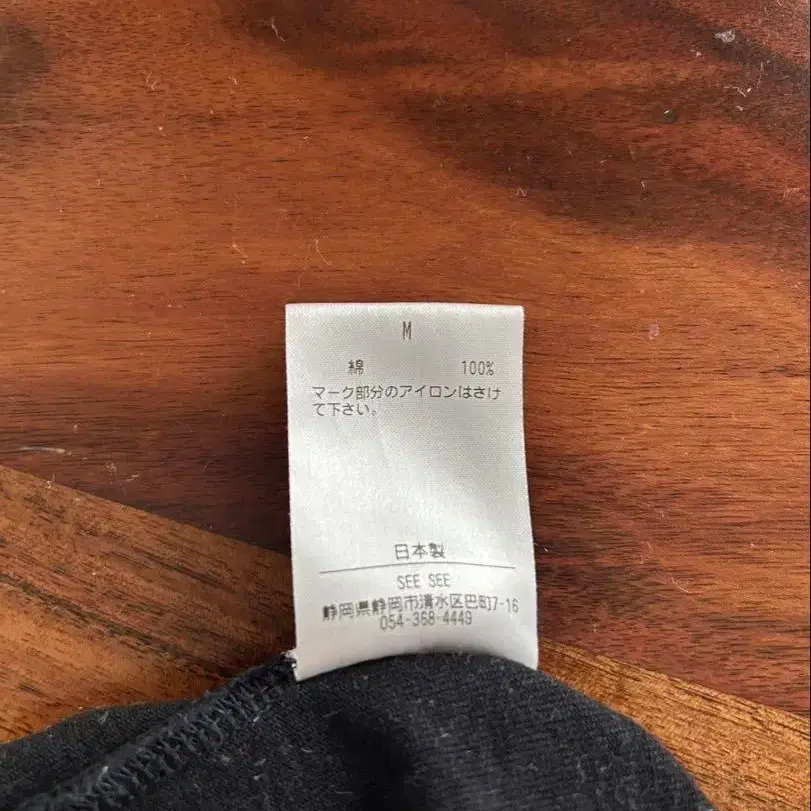 M
綿 100%
マーク部分のアイロンはさけ
て下さい。
日本製
SEE SEE
静岡県静岡市清水区巴町7-16
054-368-4449